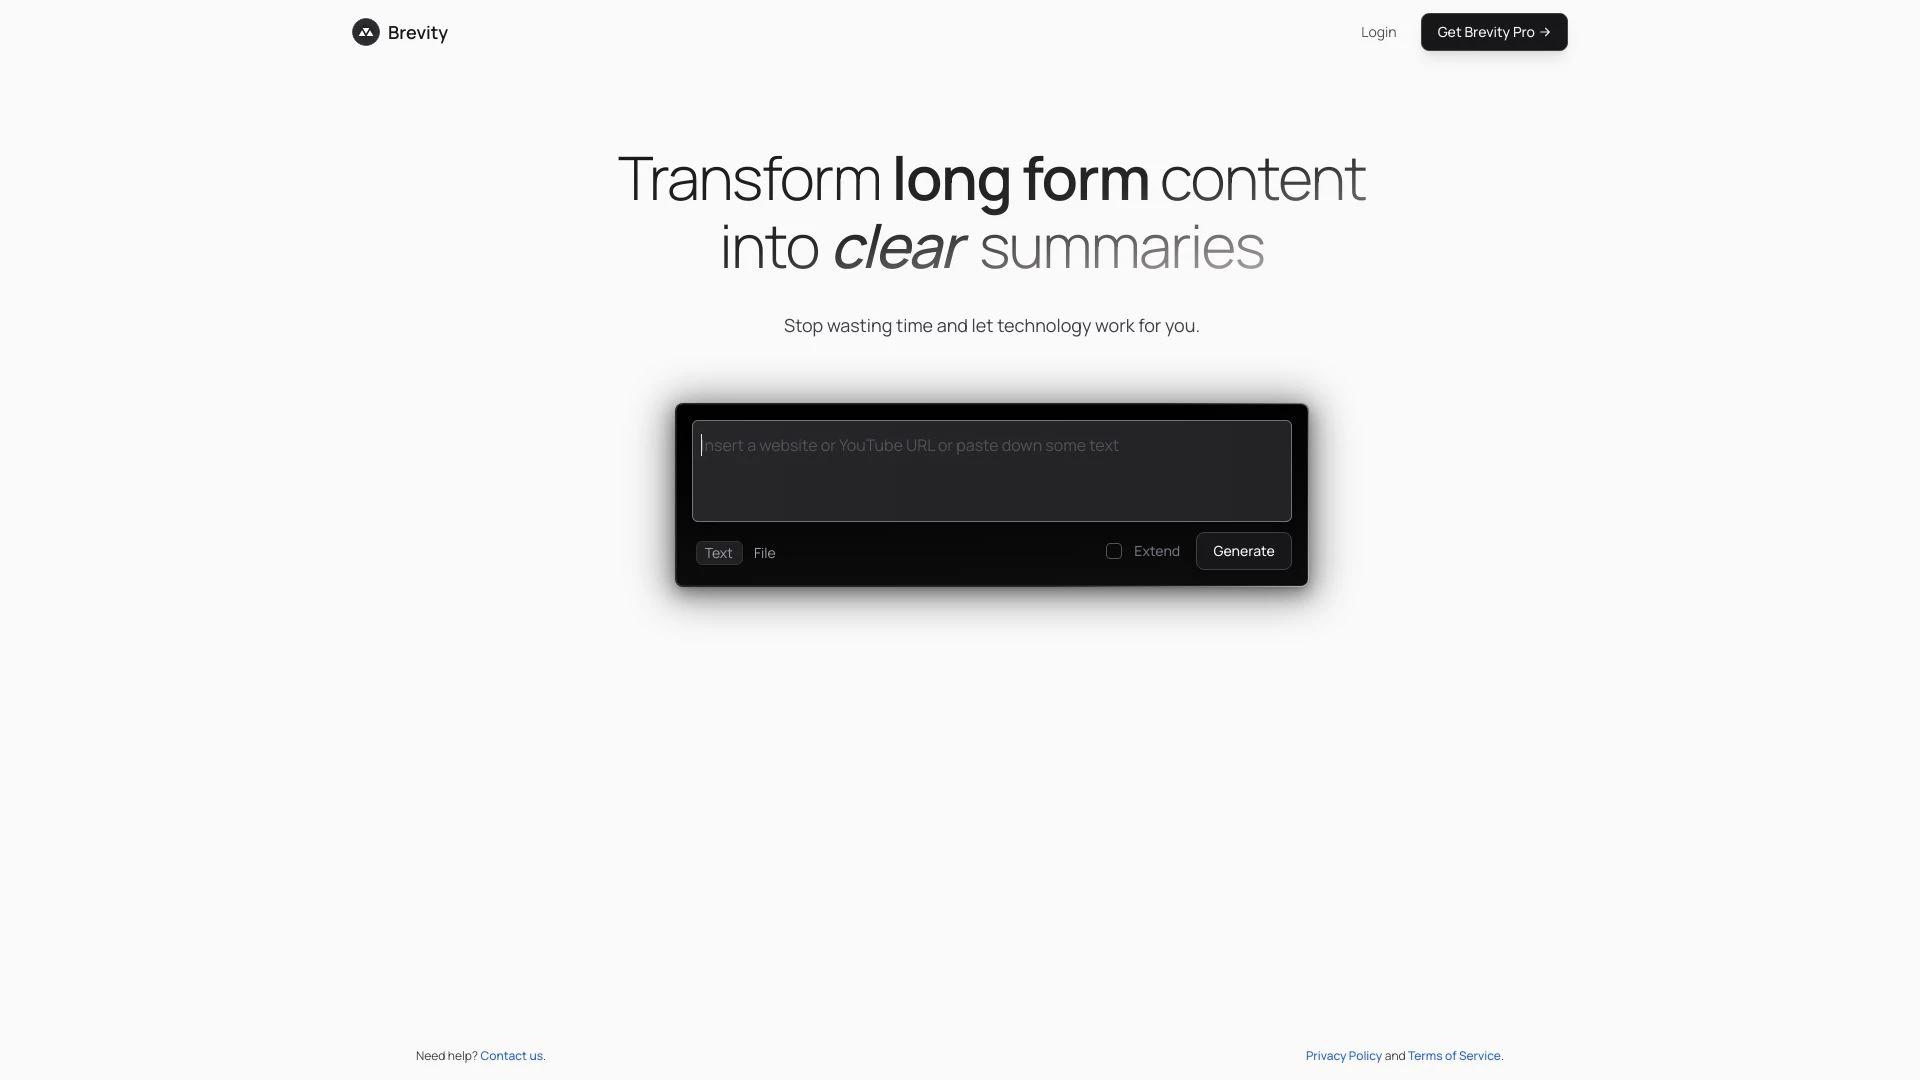 Brevity
Login
Get Brevity Pro →
Transform long form content
into clear summaries
Stop wasting time and let technology work for you.
Insert a website or YouTube URL or paste down some text
Text
File
Extend
Generate
Need help? Contact us.
Privacy Policy and Terms of Service.